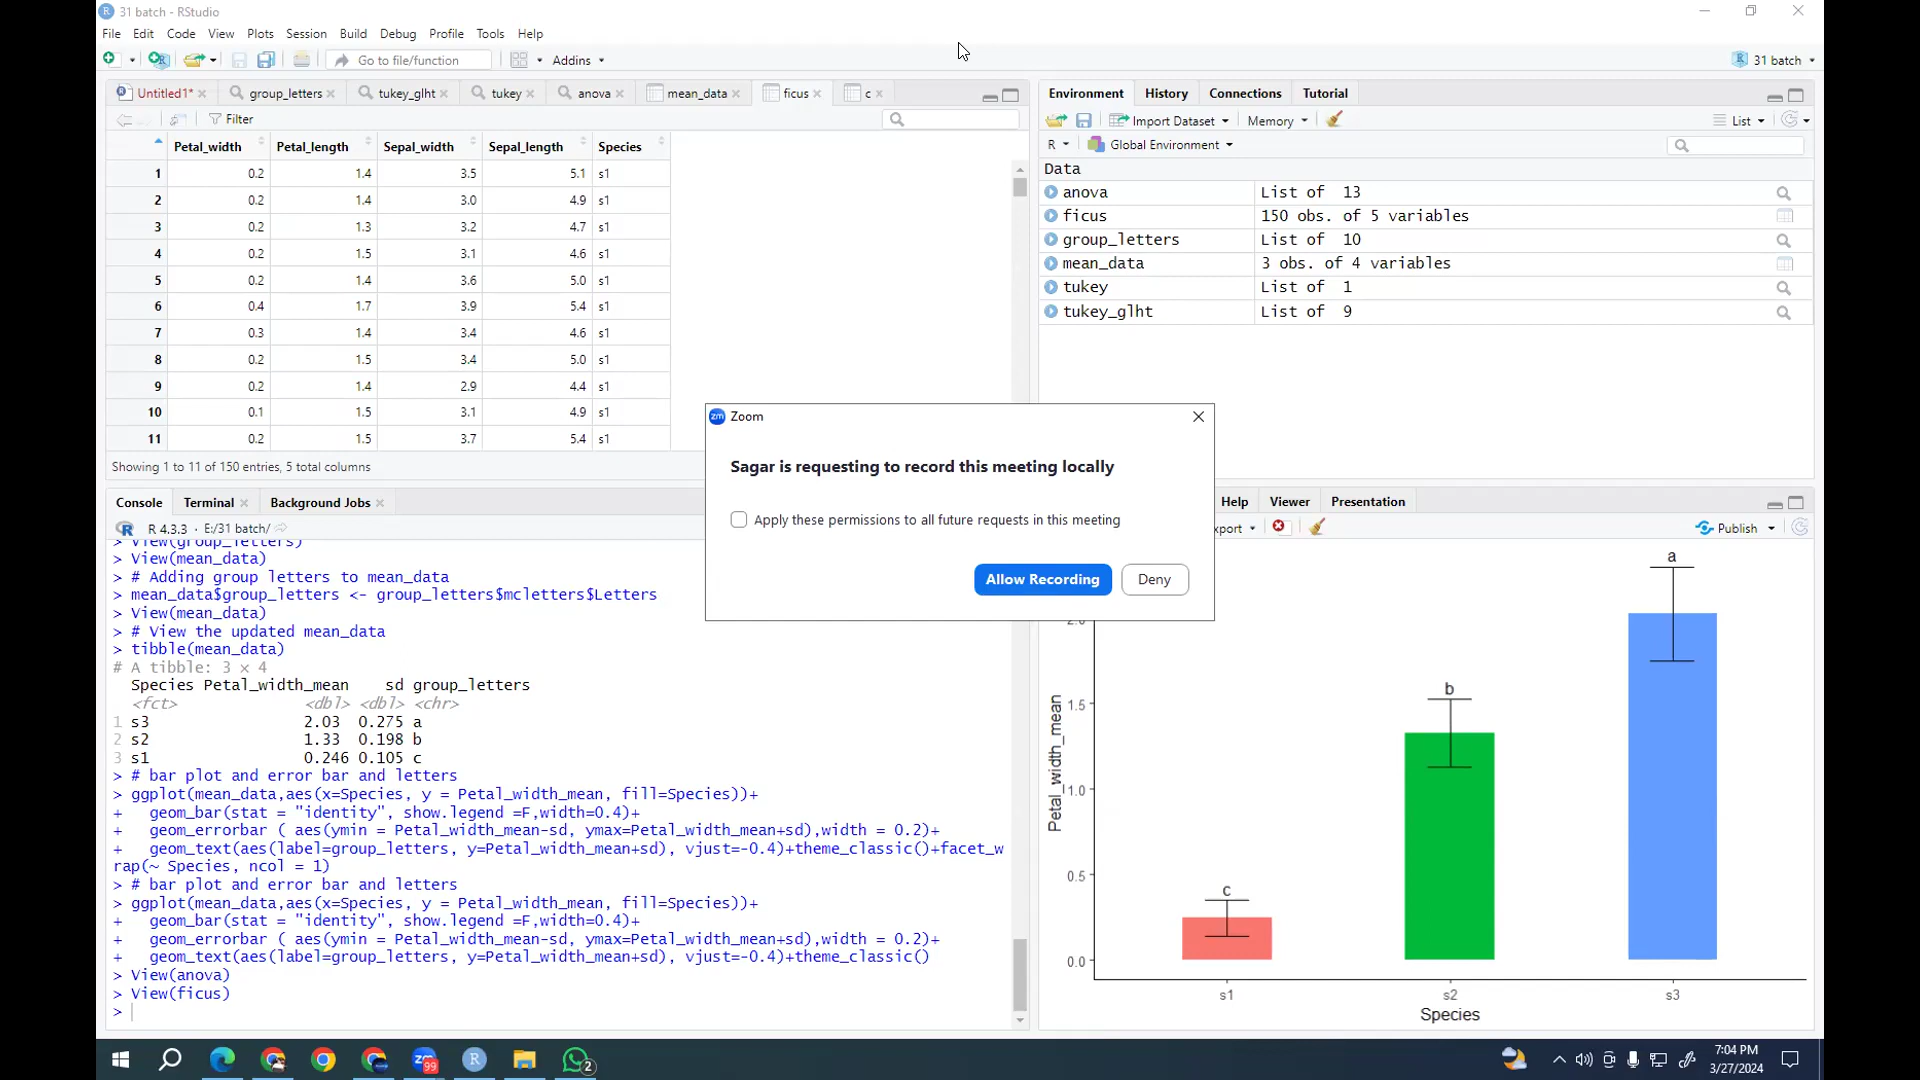 31 batch - RStudio
File Edit Code View Plots Session Build Debug Profile Tools Help
Go to file/function Addins 31 batch
Untitled1* group_letters tukey_glht tukey anova mean_data ficus c
Filter
Petal_width Petal_length Sepal_width Sepal_length Species
1 0.2 1.4 3.5 5.1 s1
2 0.2 1.4 3.0 4.9 s1
3 0.2 1.3 3.2 4.7 s1
4 0.2 1.5 3.1 4.6 s1
5 0.2 1.4 3.6 5.0 s1
6 0.4 1.7 3.9 5.4 s1
7 0.3 1.4 3.4 4.6 s1
8 0.2 1.5 3.4 5.0 s1
9 0.2 1.4 2.9 4.4 s1
10 0.1 1.5 3.1 4.9 s1
11 0.2 1.5 3.7 5.4 s1
Showing 1 to 11 of 150 entries, 5 total columns
Environment History Connections Tutorial
Import Dataset Memory List
R Global Environment
Data
anova List of 13
ficus 150 obs. of 5 variables
group_letters List of 10
mean_data 3 obs. of 4 variables
tukey List of 1
tukey_glht List of 9
zm Zoom
Sagar is requesting to record this meeting locally
Apply these permissions to all future requests in this meeting
Allow Recording Deny
Console Terminal Background Jobs
R 4.3.3 · E:/31 batch/
> View(group_letters)
> View(mean_data)
> # Adding group letters to mean_data
> mean_data$group_letters <- group_letters$mcletters$Letters
> View(mean_data)
> # View the updated mean_data
> tibble(mean_data)
# A tibble: 3 × 4
Species Petal_width_mean sd group_letters
<fct> <dbl> <dbl> <chr>
1 s3 2.03 0.275 a
2 s2 1.33 0.198 b
3 s1 0.246 0.105 c
> # bar plot and error bar and letters
> ggplot(mean_data,aes(x=Species, y = Petal_width_mean, fill=Species))+
+ geom_bar(stat = "identity", show.legend =F,width=0.4)+
+ geom_errorbar ( aes(ymin = Petal_width_mean-sd, ymax=Petal_width_mean+sd),width = 0.2)+
+ geom_text(aes(label=group_letters, y=Petal_width_mean+sd), vjust=-0.4)+theme_classic()+facet_w
rap(~ Species, ncol = 1)
> # bar plot and error bar and letters
> ggplot(mean_data,aes(x=Species, y = Petal_width_mean, fill=Species))+
+ geom_bar(stat = "identity", show.legend =F,width=0.4)+
+ geom_errorbar ( aes(ymin = Petal_width_mean-sd, ymax=Petal_width_mean+sd),width = 0.2)+
+ geom_text(aes(label=group_letters, y=Petal_width_mean+sd), vjust=-0.4)+theme_classic()
> View(anova)
> View(ficus)
>
Help Viewer Presentation
xport Publish
a
2.0
b
1.5
1.0
c
0.5
0.0
Petal_width_mean
s1 s2 s3
Species
zm 99 R 2
7:04 PM
3/27/2024